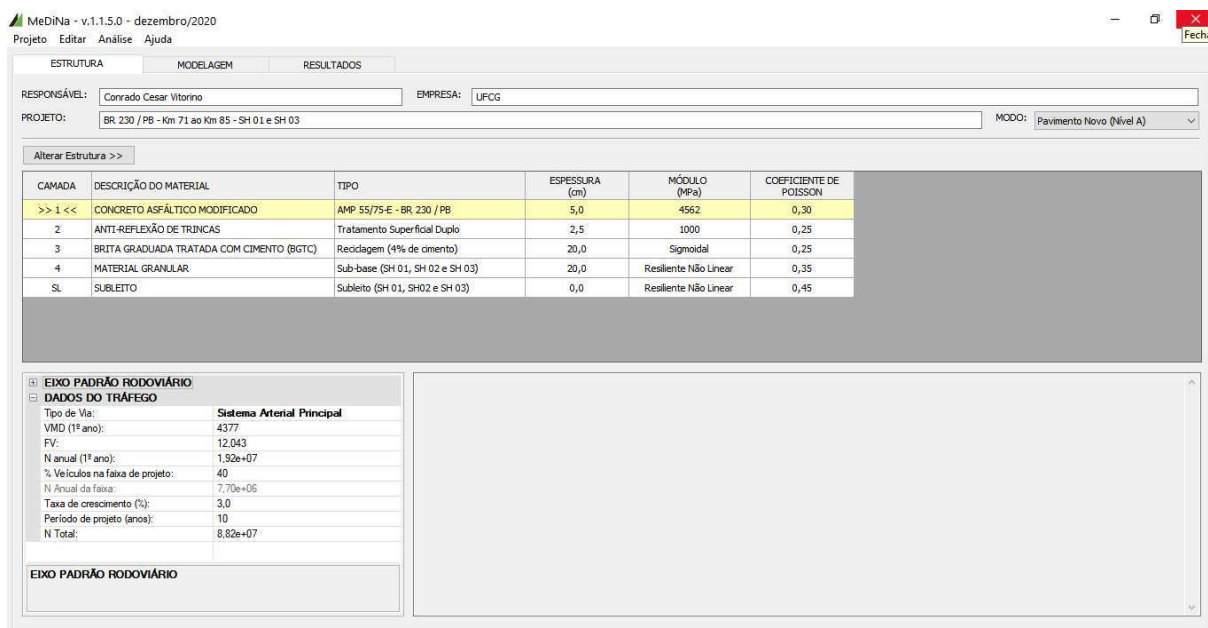 MeDiNa - v.1.1.5.0 - dezembro/2020
Fecha
Projeto Editar Análise Ajuda
ESTRUTURA MODELAGEM RESULTADOS
RESPONSÁVEL: Conrado Cesar Vitorino EMPRESA: UFCG
PROJETO: BR 230 / PB - Km 71 ao Km 85 - SH 01 e SH 03 MODO: Pavimento Novo (Nível A)
Alterar Estrutura >>
CAMADA DESCRIÇÃO DO MATERIAL TIPO ESPESSURA (cm) MÓDULO (MPa) COEFICIENTE DE POISSON
>> 1 << CONCRETO ASFÁLTICO MODIFICADO AMP 55/75-E - BR 230 / PB 5,0 4562 0,30
2 ANTI-REFLEXÃO DE TRINCAS Tratamento Superficial Duplo 2,5 1000 0,25
3 BRITA GRADUADA TRATADA COM CIMENTO (BGTC) Reciclagem (4% de cimento) 20,0 Sigmoidal 0,25
4 MATERIAL GRANULAR Sub-base (SH 01, SH 02 e SH 03) 20,0 Resiliente Não Linear 0,35
SL SUBLEITO Subleito (SH 01, SH02 e SH 03) 0,0 Resiliente Não Linear 0,45
EIXO PADRÃO RODOVIÁRIO
DADOS DO TRÁFEGO
Tipo de Via: Sistema Arterial Principal
VMD (1º ano): 4377
FV: 12,043
N anual (1º ano): 1,92e+07
% Veículos na faixa de projeto: 40
N Anual da faixa: 7,70e+06
Taxa de crescimento (%): 3,0
Período de projeto (anos): 10
N Total: 8,82e+07
EIXO PADRÃO RODOVIÁRIO